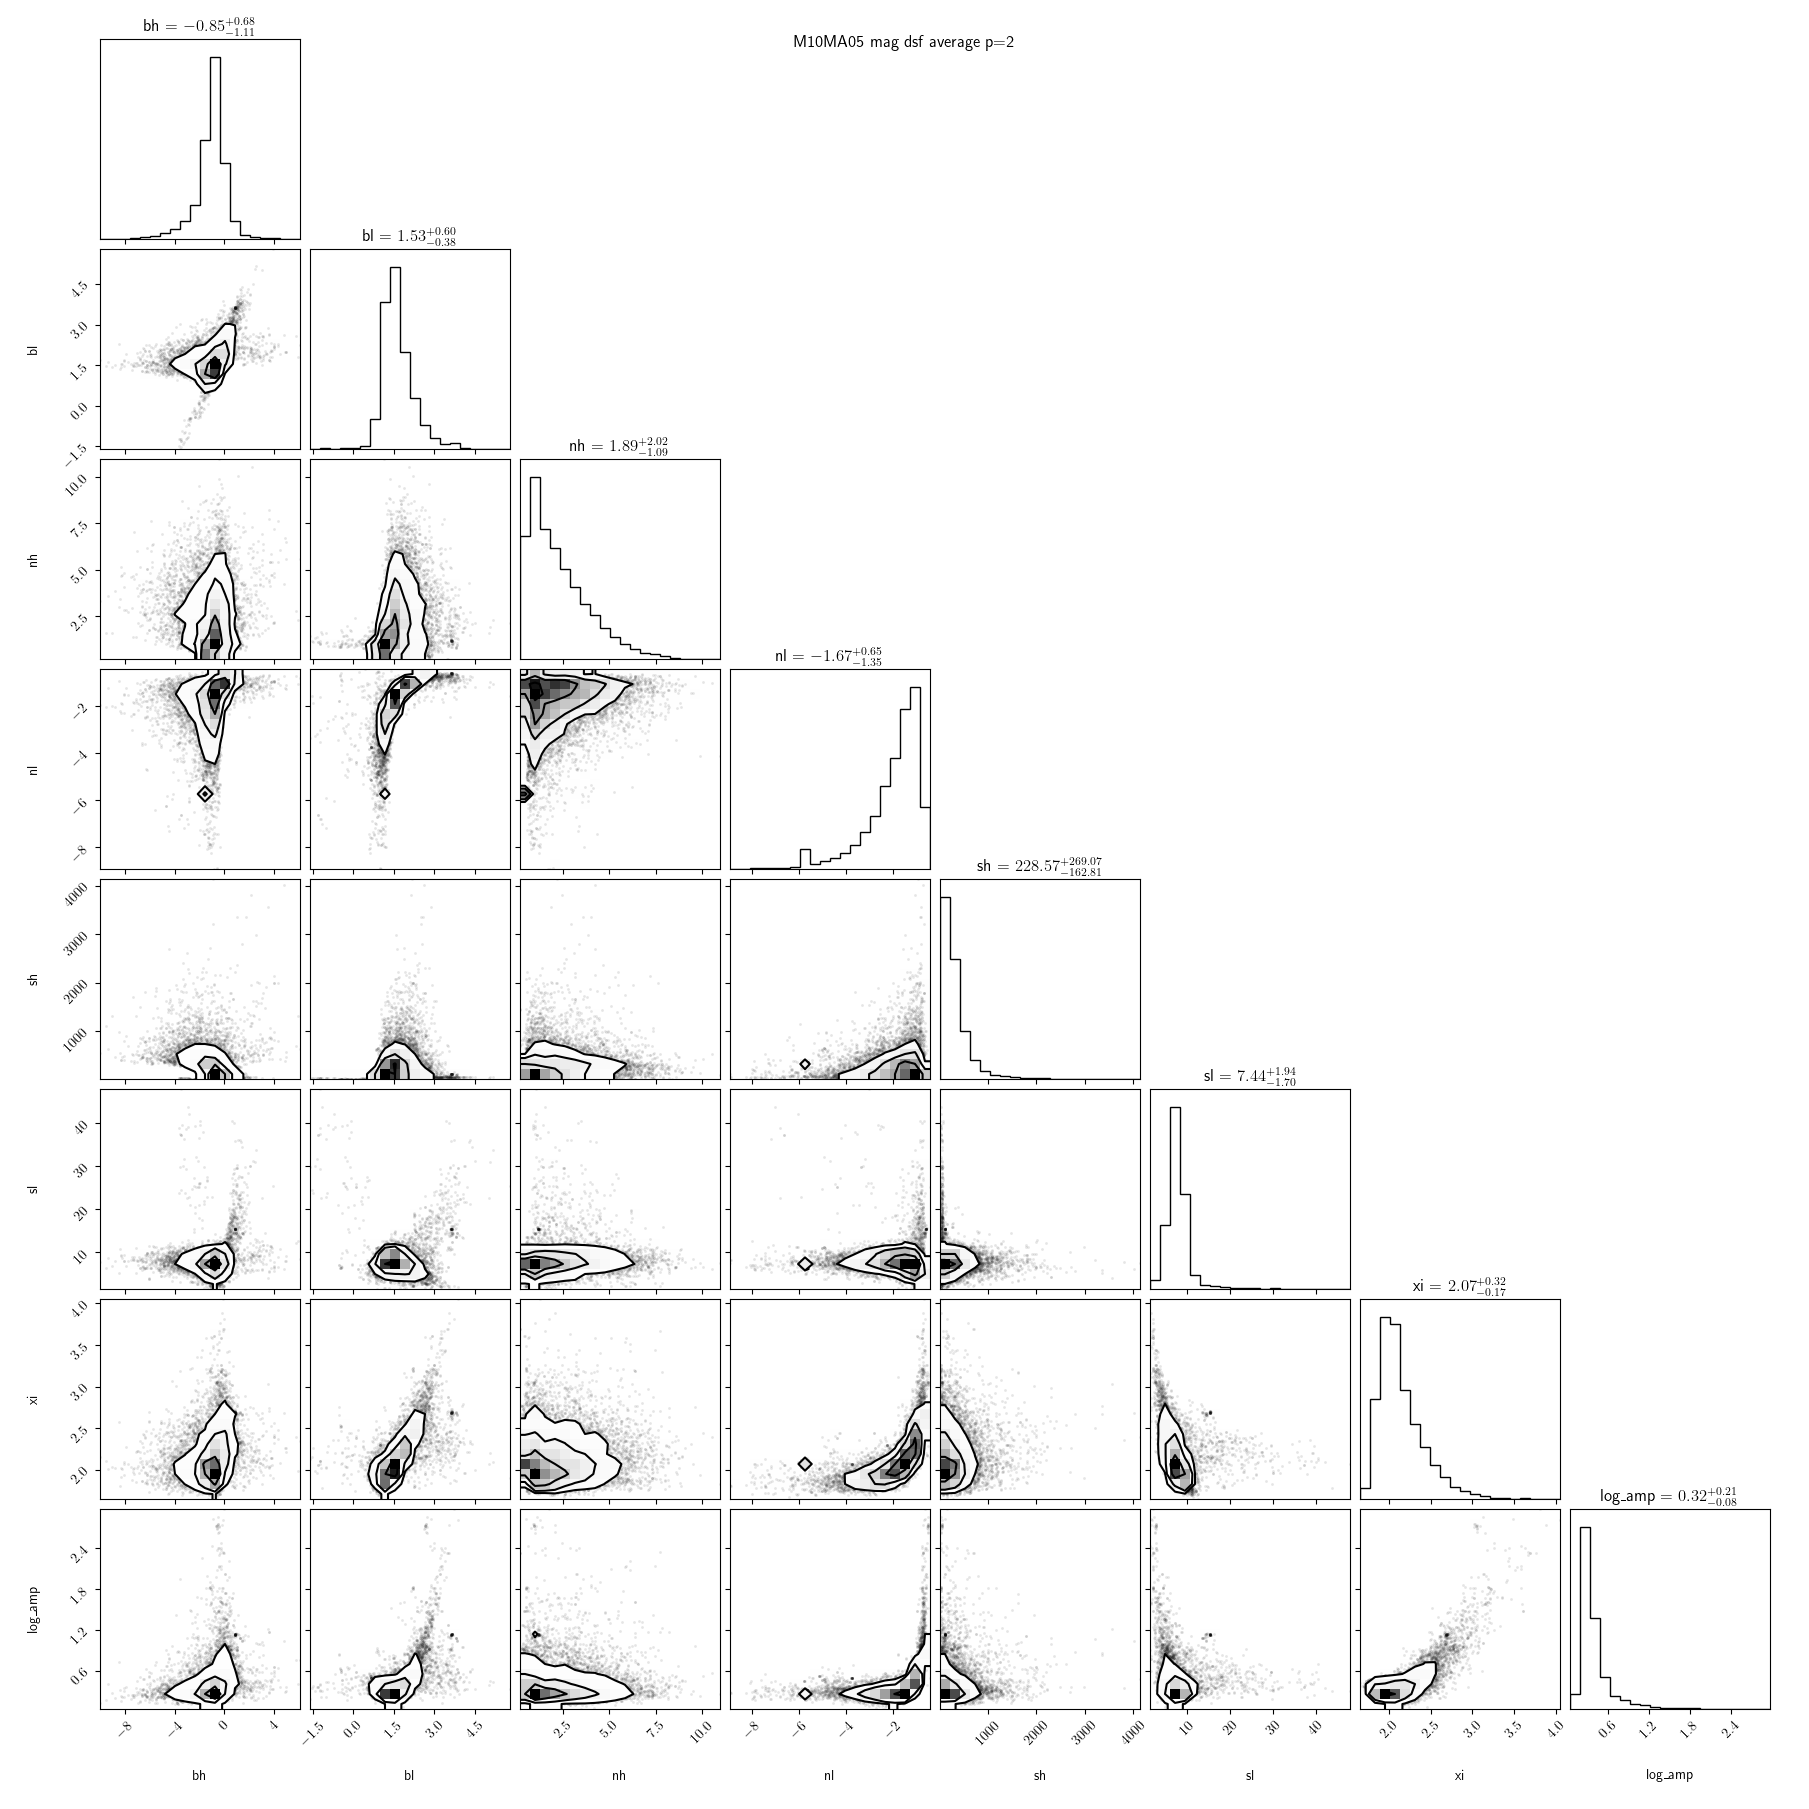 bh = −0.85+0.68−1.11
M10MA05 mag dsf average p=2
bl = 1.53+0.60−0.38
4.5
3.0
1.5
0.0
−1.5
bl
nh = 1.89+2.02−1.09
10.0
7.5
5.0
2.5
nh
nl = −1.67+0.65−1.35
−2
−4
−6
−8
nl
sh = 228.57+269.07−162.81
4000
3000
2000
1000
sh
sl = 7.44+1.94−1.70
40
30
20
10
sl
xi = 2.07+0.32−0.17
4.0
3.5
3.0
2.5
2.0
xi
log_amp = 0.32+0.21−0.08
2.4
1.8
1.2
0.6
log_amp
−8 −4 0 4 −1.5 0.0 1.5 3.0 4.5 2.5 5.0 7.5 10.0 −8 −6 −4 −2 1000 2000 3000 4000 10 20 30 40 2.0 2.5 3.0 3.5 4.0 0.6 1.2 1.8 2.4
bh bl nh nl sh sl xi log_amp